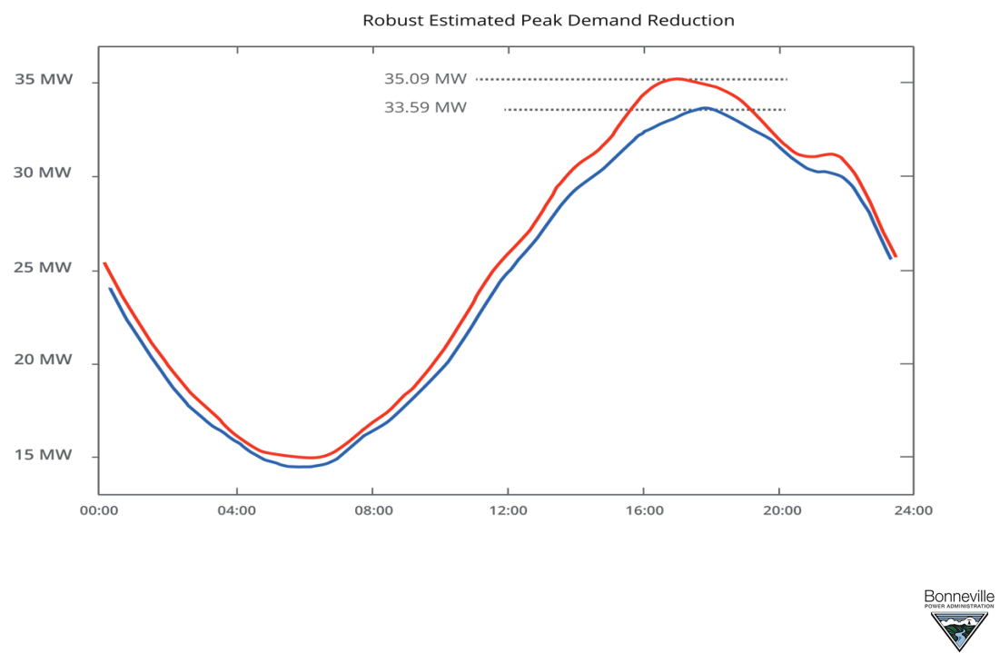 Robust Estimated Peak Demand Reduction
35 MW
35.09 MW
33.59 MW
30 MW
25 MW
20 MW
15 MW
00:00
04:00
08:00
12:00
16:00
20:00
24:00
Bonneville
POWER ADMINISTRATION